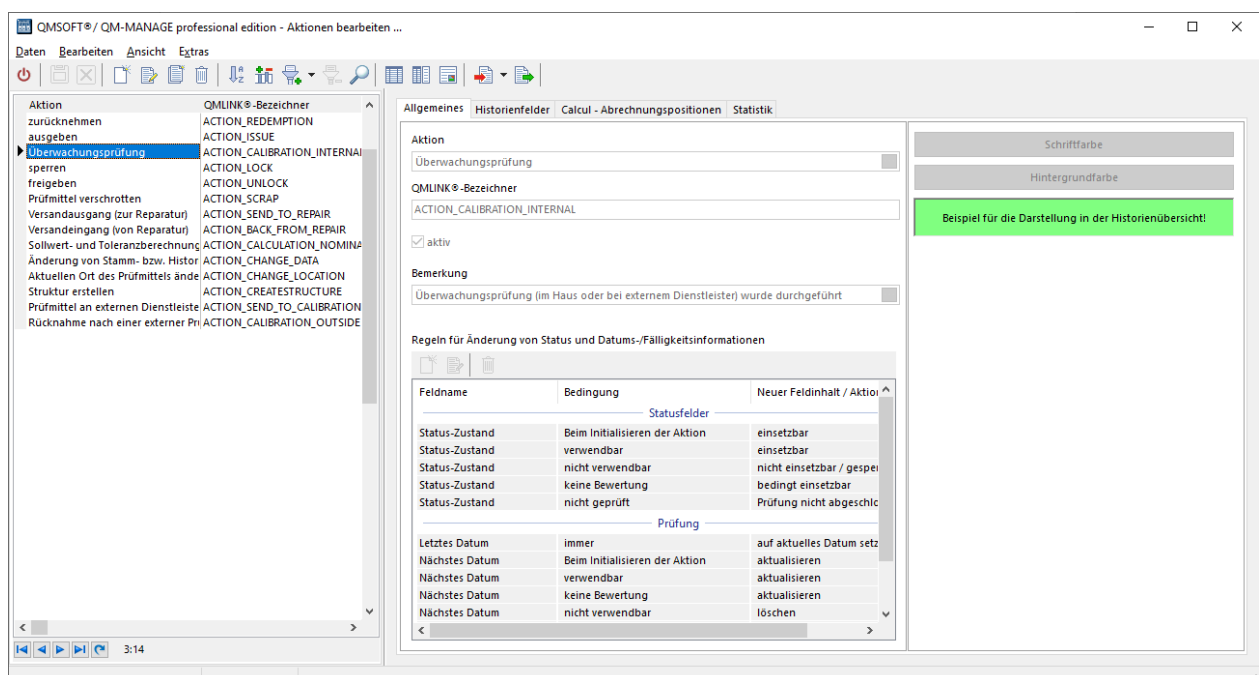 QMSOFT®/ QM-MANAGE professional edition - Aktionen bearbeiten ...
Daten Bearbeiten Ansicht Extras
Aktion QMLINK®-Bezeichner
zurücknehmen ACTION_REDEMPTION
ausgeben ACTION_ISSUE
Überwachungsprüfung ACTION_CALIBRATION_INTERNAL
sperren ACTION_LOCK
freigeben ACTION_UNLOCK
Prüfmittel verschrotten ACTION_SCRAP
Versandausgang (zur Reparatur) ACTION_SEND_TO_REPAIR
Versandeingang (von Reparatur) ACTION_BACK_FROM_REPAIR
Sollwert- und Toleranzberechnung ACTION_CALCULATION_NOMINA
Änderung von Stamm- bzw. Histor ACTION_CHANGE_DATA
Aktuellen Ort des Prüfmittels ände ACTION_CHANGE_LOCATION
Struktur erstellen ACTION_CREATESTRUCTURE
Prüfmittel an externen Dienstleiste ACTION_SEND_TO_CALIBRATION
Rücknahme nach einer externer Prü ACTION_CALIBRATION_OUTSIDE
3:14
Allgemeines Historienfelder Calcul - Abrechnungspositionen Statistik
Aktion
Überwachungsprüfung
QMLINK®-Bezeichner
ACTION_CALIBRATION_INTERNAL
aktiv
Bemerkung
Überwachungsprüfung (im Haus oder bei externem Dienstleister) wurde durchgeführt
Regeln für Änderung von Status und Datums-/Fälligkeitsinformationen
Feldname Bedingung Neuer Feldinhalt / Aktion
Statusfelder
Status-Zustand Beim Initialisieren der Aktion einsetzbar
Status-Zustand verwendbar einsetzbar
Status-Zustand nicht verwendbar nicht einsetzbar / gesper
Status-Zustand keine Bewertung bedingt einsetzbar
Status-Zustand nicht geprüft Prüfung nicht abgeschlo
Prüfung
Letztes Datum immer auf aktuelles Datum setz
Nächstes Datum Beim Initialisieren der Aktion aktualisieren
Nächstes Datum verwendbar aktualisieren
Nächstes Datum keine Bewertung aktualisieren
Nächstes Datum nicht verwendbar löschen
Schriftfarbe
Hintergrundfarbe
Beispiel für die Darstellung in der Historienübersicht!